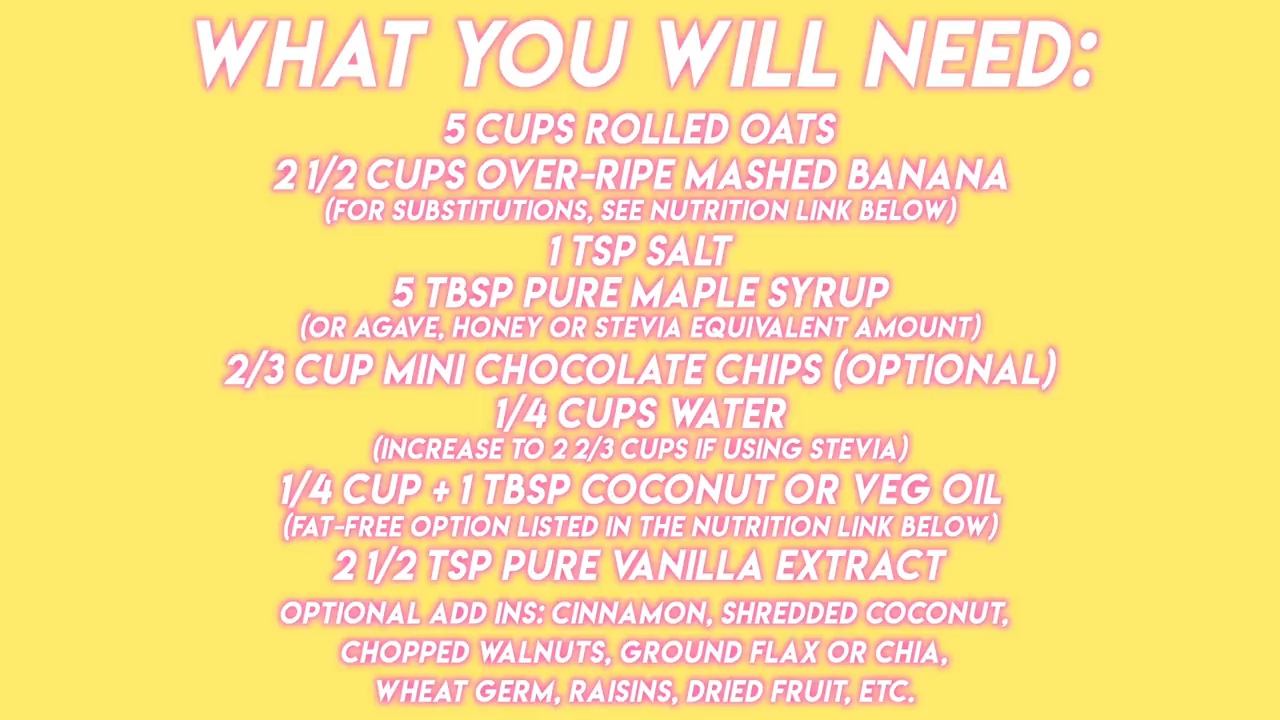 WHAT YOU WILL NEED:
5 CUPS ROLLED OATS
2 1/2 CUPS OVER-RIPE MASHED BANANA
(FOR SUBSTITUTIONS, SEE NUTRITION LINK BELOW)
1 TSP SALT
5 TBSP PURE MAPLE SYRUP
(OR AGAVE, HONEY OR STEVIA EQUIVALENT AMOUNT)
2/3 CUP MINI CHOCOLATE CHIPS (OPTIONAL)
1/4 CUPS WATER
(INCREASE TO 2 2/3 CUPS IF USING STEVIA)
1/4 CUP + 1 TBSP COCONUT OR VEG OIL
(FAT-FREE OPTION LISTED IN THE NUTRITION LINK BELOW)
2 1/2 TSP PURE VANILLA EXTRACT
OPTIONAL ADD INS: CINNAMON, SHREDDED COCONUT,
CHOPPED WALNUTS, GROUND FLAX OR CHIA,
WHEAT GERM, RAISINS, DRIED FRUIT, ETC.